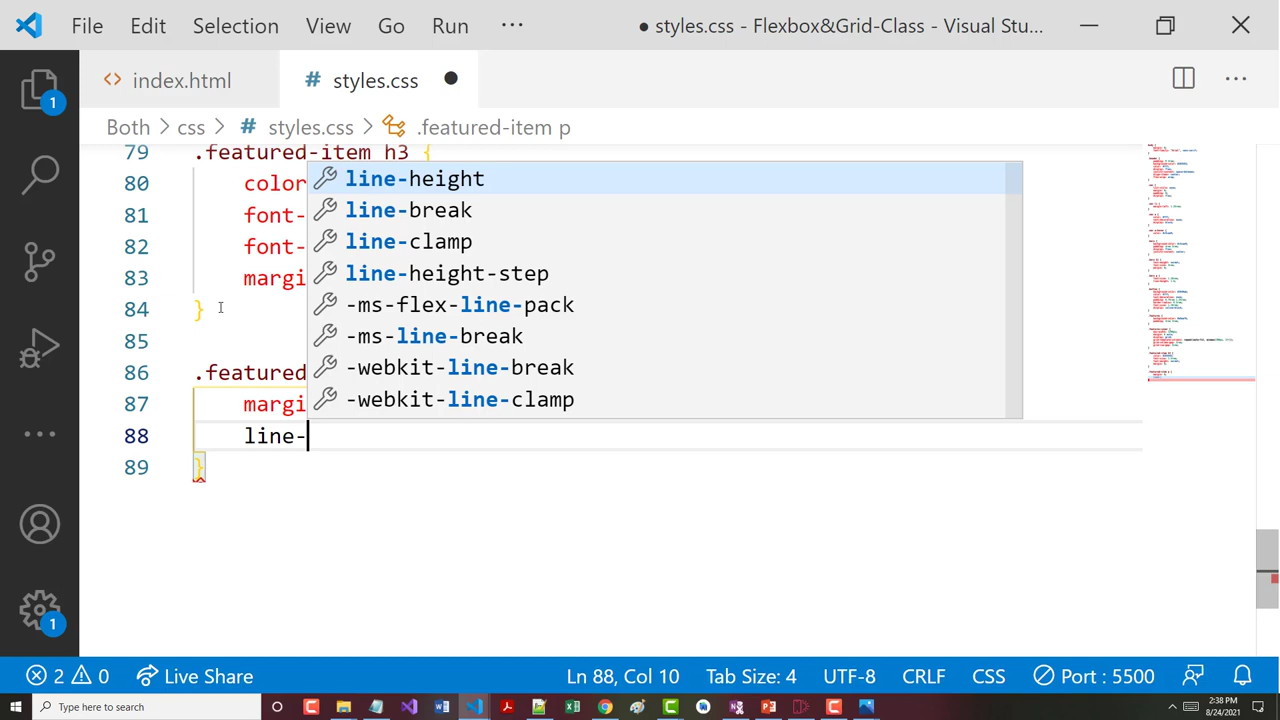 File Edit Selection View Go Run ··· ● styles.css - Flexbox&Grid-Class - Visual Stu...
index.html # styles.css ●
Both > css > # styles.css > .featured-item p
79 .featured-item h3 {
80 color
81 font-
82 font-
83 margi
84 }
85
86 .featured
87 margi
88 line-
89 }
line-height
line-break
line-clamp
line-height-step
-ms-flex-line-pack
-ms-line-break
-webkit-line-break
-webkit-line-clamp
1
1
2 0 Live Share Ln 88, Col 10 Tab Size: 4 UTF-8 CRLF CSS Port : 5500
Type here to search
2:38 PM
8/24/2021